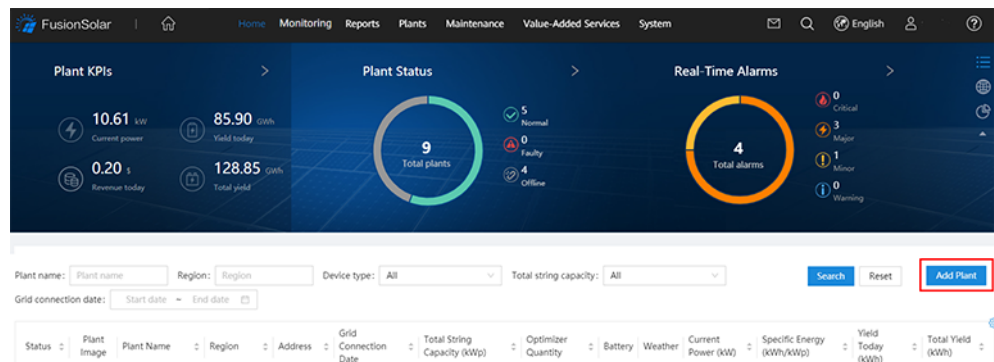 FusionSolar Home Monitoring Reports Plants Maintenance Value-Added Services System English
Plant KPIs
10.61 kW
Current power
85.90 GWh
Yield today
0.20 $
Revenue today
128.85 GWh
Total yield
Plant Status
9
Total plants
5
Normal
0
Faulty
4
Offline
Real-Time Alarms
4
Total alarms
0
Critical
3
Major
1
Minor
0
Warning
Plant name: Plant name Region: Region Device type: All Total string capacity: All Search Reset Add Plant
Grid connection date: Start date ~ End date
Status Plant Image Plant Name Region Address Grid Connection Date Total String Capacity (kWp) Optimizer Quantity Battery Weather Current Power (kW) Specific Energy (kWh/kWp) Yield Today (kWh) Total Yield (kWh)